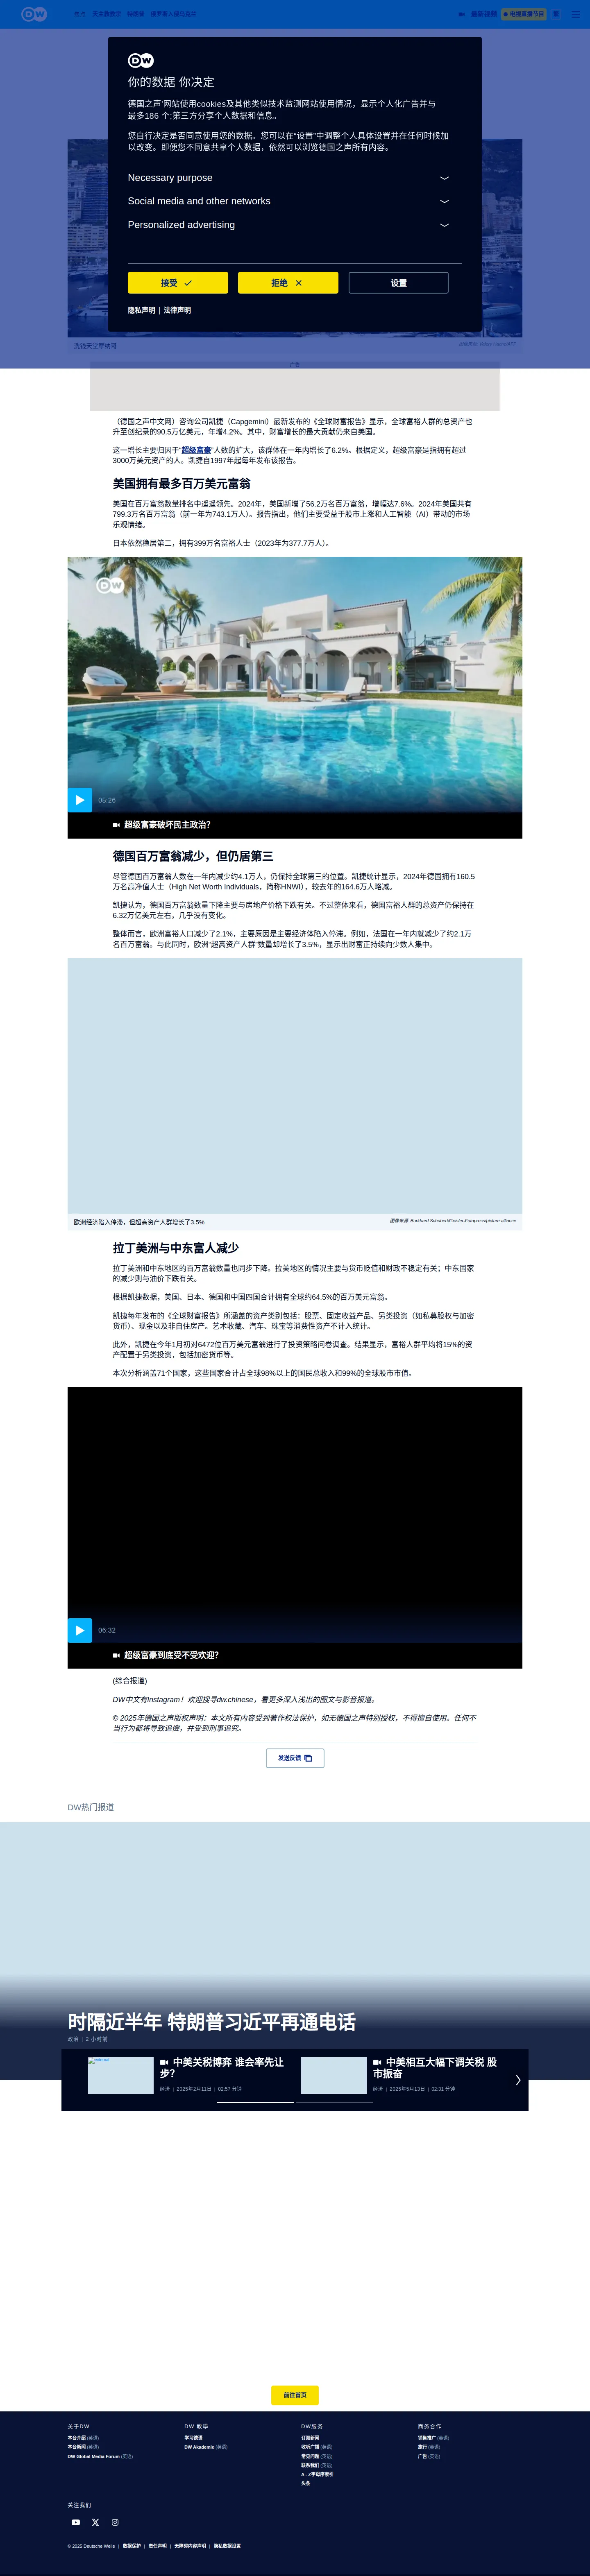 DW
你的数据 你决定
德国之声'网站使用cookies及其他类似技术监测网站使用情况，显示个人化广告并与
最多186 个;第三方分享个人数据和信息。
您自行决定是否同意使用您的数据。您可以在“设置”中调整个人具体设置并在任何时候加
以改变。即便您不同意共享个人数据，依然可以浏览德国之声所有内容。
Necessary purpose
Social media and other networks
Personalized advertising
接受
拒绝
设置
隐私声明 | 法律声明
洗钱天堂摩纳哥
广告
（德国之声中文网）咨询公司凯捷（Capgemini）最新发布的《全球财富报告》显示，全球富裕人群的总资产也
升至创纪录的90.5万亿美元，年增4.2%。其中，财富增长的最大贡献仍来自美国。
这一增长主要归因于“超级富豪”人数的扩大，该群体在一年内增长了6.2%。根据定义，超级富豪是指拥有超过
3000万美元资产的人。凯捷自1997年起每年发布该报告。
美国拥有最多百万美元富翁
美国在百万富翁数量排名中遥遥领先。2024年，美国新增了56.2万名百万富翁，增幅达7.6%。2024年美国共有
799.3万名百万富翁（前一年为743.1万人）。报告指出，他们主要受益于股市上涨和人工智能（AI）带动的市场
乐观情绪。
日本依然稳居第二，拥有399万名富裕人士（2023年为377.7万人）。
DW
05:26
超级富豪破坏民主政治？
德国百万富翁减少，但仍居第三
尽管德国百万富翁人数在一年内减少约4.1万人，仍保持全球第三的位置。凯捷统计显示，2024年德国拥有160.5
万名高净值人士（High Net Worth Individuals，简称HNWI），较去年的164.6万人略减。
凯捷认为，德国百万富翁数量下降主要与房地产价格下跌有关。不过整体来看，德国富裕人群的总资产仍保持在
6.32万亿美元左右，几乎没有变化。
整体而言，欧洲富裕人口减少了2.1%，主要原因是主要经济体陷入停滞。例如，法国在一年内就减少了约2.1万
名百万富翁。与此同时，欧洲“超高资产人群”数量却增长了3.5%，显示出财富正持续向少数人集中。
欧洲经济陷入停滞，但超高资产人群增长了3.5%
图像来源: Burkhard Schubert/Geisler-Fotopress/picture alliance
拉丁美洲与中东富人减少
拉丁美洲和中东地区的百万富翁数量也同步下降。拉美地区的情况主要与货币贬值和财政不稳定有关；中东国家
的减少则与油价下跌有关。
根据凯捷数据，美国、日本、德国和中国四国合计拥有全球约64.5%的百万美元富翁。
凯捷每年发布的《全球财富报告》所涵盖的资产类别包括：股票、固定收益产品、另类投资（如私募股权与加密
货币）、现金以及非自住房产。艺术收藏、汽车、珠宝等消费性资产不计入统计。
此外，凯捷在今年1月初对6472位百万美元富翁进行了投资策略问卷调查。结果显示，富裕人群平均将15%的资
产配置于另类投资，包括加密货币等。
本次分析涵盖71个国家，这些国家合计占全球98%以上的国民总收入和99%的全球股市市值。
06:32
超级富豪到底受不受欢迎？
(综合报道)
DW中文有Instagram！欢迎搜寻dw.chinese，看更多深入浅出的图文与影音报道。
© 2025年德国之声版权声明：本文所有内容受到著作权法保护，如无德国之声特别授权，不得擅自使用。任何不
当行为都将导致追偿，并受到刑事追究。
发送反馈
DW热门报道
时隔近半年 特朗普习近平再通电话
政治 | 2 小时前
中美关税博弈 谁会率先让
步？
经济 | 2025年2月11日 | 02:57 分钟
中美相互大幅下调关税 股
市振奋
经济 | 2025年5月13日 | 02:31 分钟
前往首页
关于DW
本台介绍 (英语)
本台新闻 (英语)
DW Global Media Forum (英语)
DW 教學
学习德语
DW Akademie (英语)
DW服务
订阅新闻
收听广播 (英语)
常见问题 (英语)
联系我们 (英语)
A - Z字母序索引
头条
商务合作
销售推广 (英语)
旅行 (英语)
广告 (英语)
关注我们
© 2025 Deutsche Welle | 数据保护 | 责任声明 | 无障碍内容声明 | 隐私数据设置